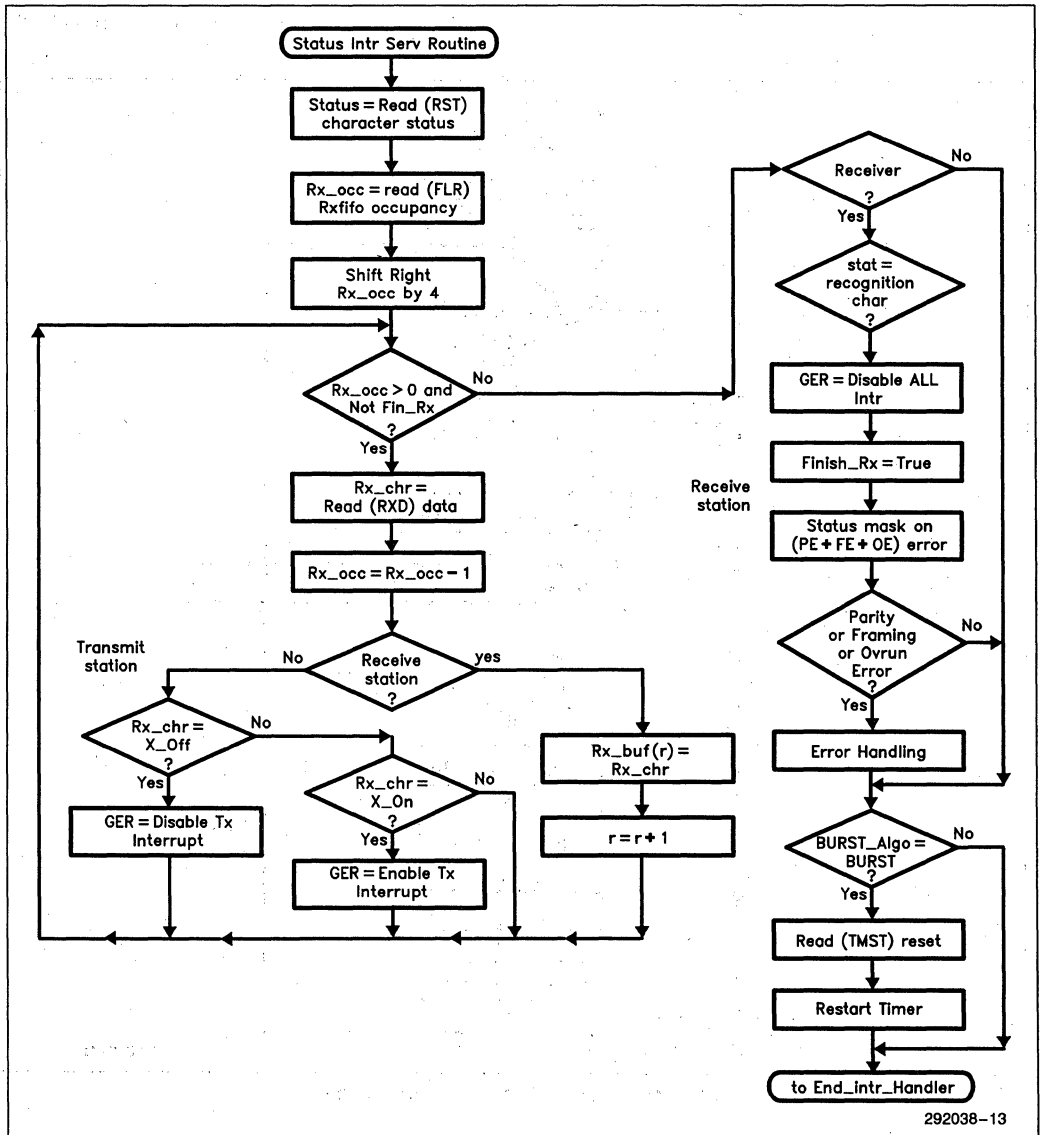 Status Intr Serv Routine
Status = Read (RST)
character status
Rx_occ = read (FLR)
Rxfifo occupancy
Shift Right
Rx_occ by 4
Rx_occ > 0 and
Not Fin_Rx
?
No
Yes
Rx_chr =
Read (RXD) data
Rx_occ = Rx_occ - 1
Receive
station
?
No
yes
Transmit
station
Rx_chr =
X_Off
?
No
Yes
GER = Disable Tx
Interrupt
Rx_chr =
X_On
?
No
Yes
GER = Enable Tx
Interrupt
Rx_buf(r) =
Rx_chr
r = r + 1
Receiver
?
No
Yes
stat =
recognition
char
?
GER = Disable ALL
Intr
Finish_Rx = True
Receive
station
Status mask on
(PE + FE + OE) error
Parity
or Framing
or Ovrun
Error
?
No
Yes
Error Handling
BURST_Algo =
BURST
?
No
Yes
Read (TMST) reset
Restart Timer
to End_intr_Handler
292038-13